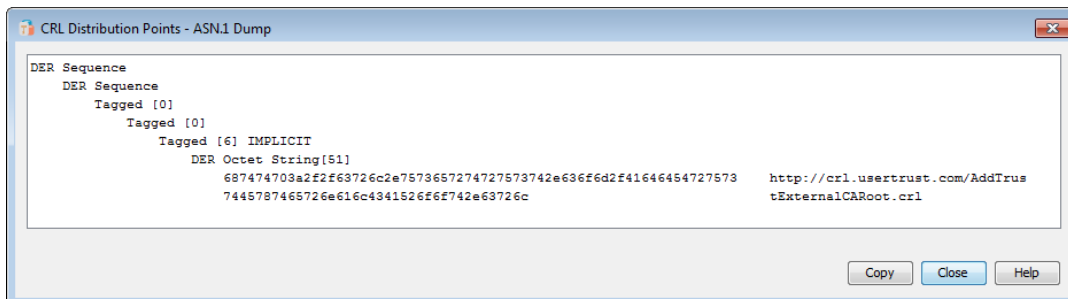 CRL Distribution Points - ASN.1 Dump
DER Sequence
DER Sequence
Tagged [0]
Tagged [0]
Tagged [6] IMPLICIT
DER Octet String[51]
687474703a2f2f63726c2e7573657274727573742e636f6d2f41646454727573 http://crl.usertrust.com/AddTrus
7445787465726e616c4341526f6f742e63726c tExternalCARoot.crl
Copy Close Help